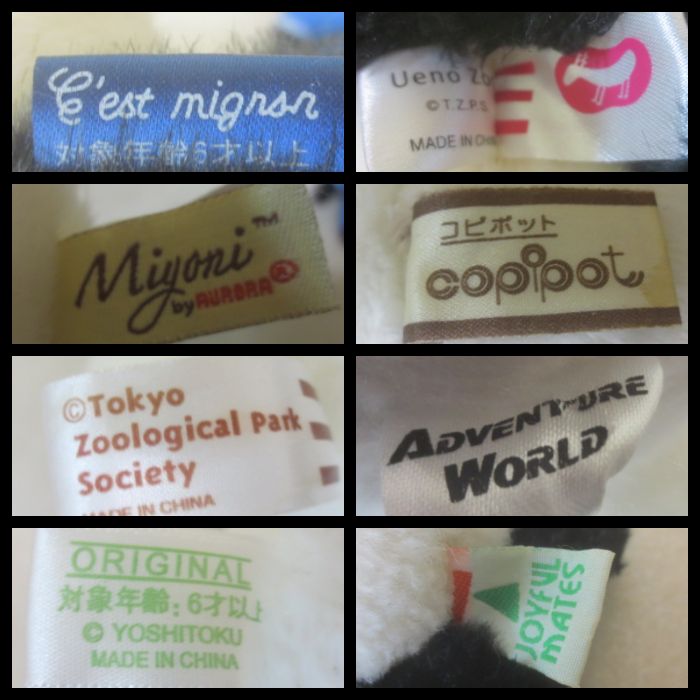 C'est mignon
対象年齢6才以上
Ueno Zo
©T.Z.P.S.
MADE IN Chi
Miyoni™
by AURORA®
コピポット
copipot
©Tokyo
Zoological Park
Society
MADE IN CHINA
ADVENTURE
WORLD
ORIGINAL
対象年齢:6才以上
© YOSHITOKU
MADE IN CHINA
JOYFUL
MATES